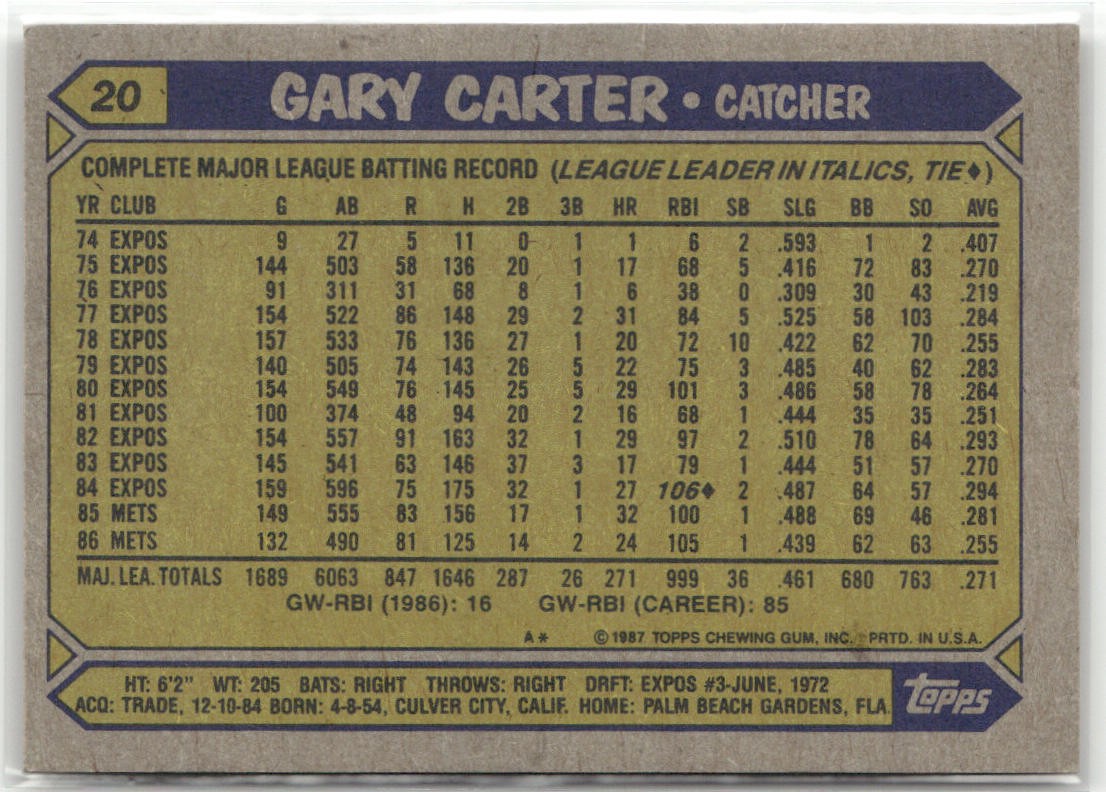 20 GARY CARTER • CATCHER
COMPLETE MAJOR LEAGUE BATTING RECORD (LEAGUE LEADER IN ITALICS, TIE♦)
YR CLUB G AB R H 2B 3B HR RBI SB SLG BB SO AVG
74 EXPOS 9 27 5 11 0 1 1 6 2 .593 1 2 .407
75 EXPOS 144 503 58 136 20 1 17 68 5 .416 72 83 .270
76 EXPOS 91 311 31 68 8 1 6 38 0 .309 30 43 .219
77 EXPOS 154 522 86 148 29 2 31 84 5 .525 58 103 .284
78 EXPOS 157 533 76 136 27 1 20 72 10 .422 62 70 .255
79 EXPOS 140 505 74 143 26 5 22 75 3 .485 40 62 .283
80 EXPOS 154 549 76 145 25 5 29 101 3 .486 58 78 .264
81 EXPOS 100 374 48 94 20 2 16 68 1 .444 35 35 .251
82 EXPOS 154 557 91 163 32 1 29 97 2 .510 78 64 .293
83 EXPOS 145 541 63 146 37 3 17 79 1 .444 51 57 .270
84 EXPOS 159 596 75 175 32 1 27 106♦ 2 .487 64 57 .294
85 METS 149 555 83 156 17 1 32 100 1 .488 69 46 .281
86 METS 132 490 81 125 14 2 24 105 1 .439 62 63 .255
MAJ. LEA. TOTALS 1689 6063 847 1646 287 26 271 999 36 .461 680 763 .271
GW-RBI (1986): 16 GW-RBI (CAREER): 85
A* ©1987 TOPPS CHEWING GUM, INC. PRTD. IN U.S.A.
HT: 6'2" WT: 205 BATS: RIGHT THROWS: RIGHT DRFT: EXPOS #3-JUNE, 1972
ACQ: TRADE, 12-10-84 BORN: 4-8-54, CULVER CITY, CALIF. HOME: PALM BEACH GARDENS, FLA.
topps